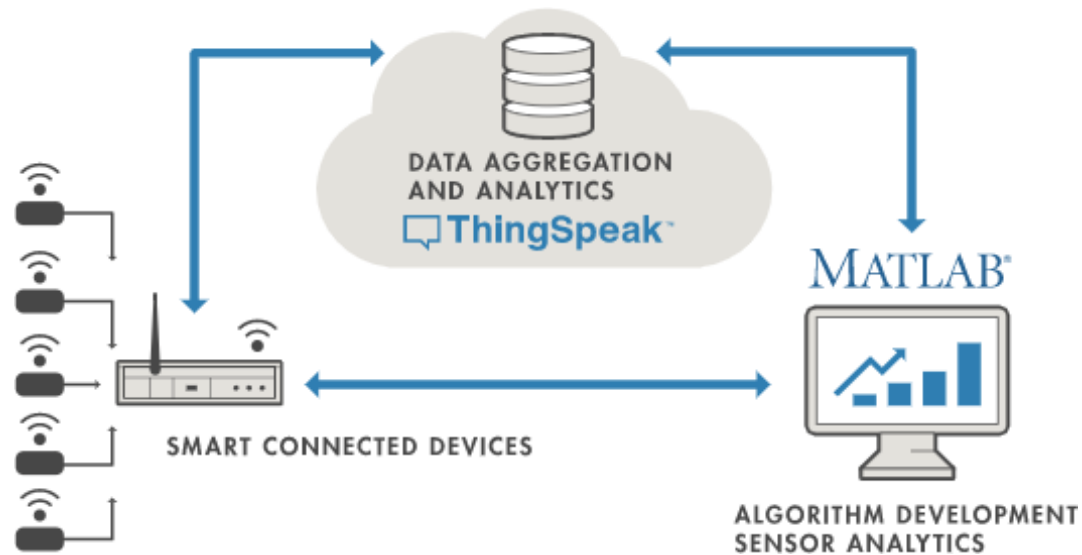 DATA AGGREGATION
AND ANALYTICS
ThingSpeak™
MATLAB®
SMART CONNECTED DEVICES
ALGORITHM DEVELOPMENT
SENSOR ANALYTICS